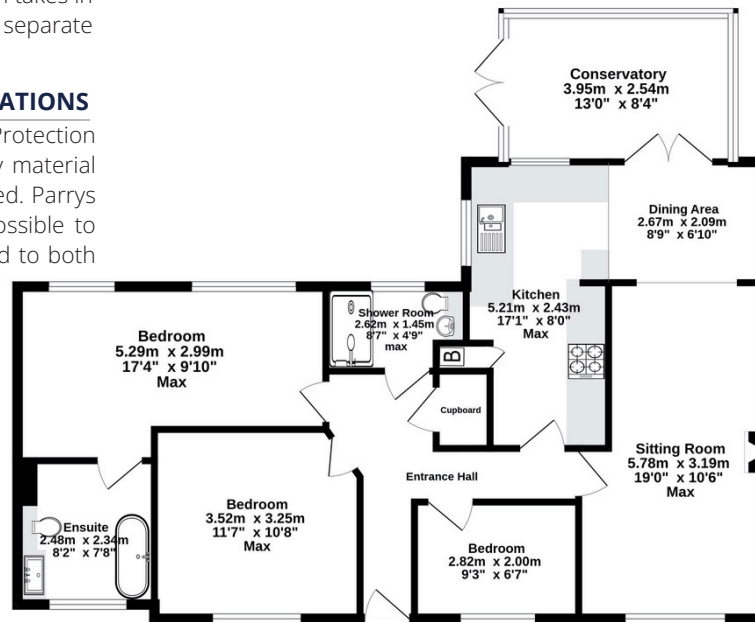 takes in
separate
ATIONS
Protection
material
ed. Parrys
ossible to
d to both
Conservatory
3.95m x 2.54m
13'0" x 8'4"
Dining Area
2.67m x 2.09m
8'9" x 6'10"
Kitchen
5.21m x 2.43m
17'1" x 8'0"
Max
Shower Room
2.62m x 1.45m
8'7" x 4'9"
max
Bedroom
5.29m x 2.99m
17'4" x 9'10"
Max
B
Cupboard
Sitting Room
5.78m x 3.19m
19'0" x 10'6"
Max
Entrance Hall
Bedroom
3.52m x 3.25m
11'7" x 10'8"
Max
Ensuite
2.48m x 2.34m
8'2" x 7'8"
Bedroom
2.82m x 2.00m
9'3" x 6'7"